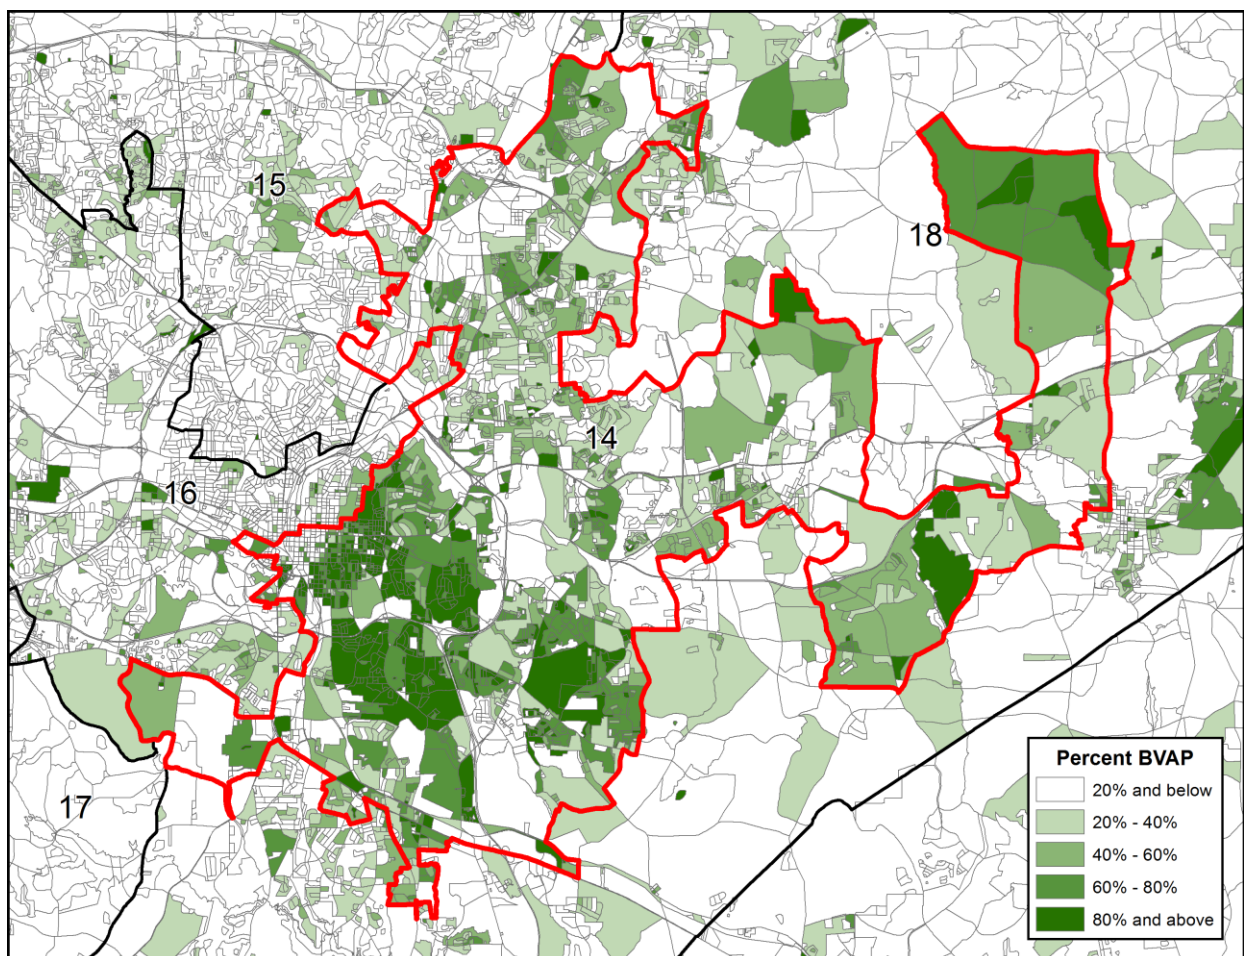 15
18
14
16
17
Percent BVAP
20% and below
20% - 40%
40% - 60%
60% - 80%
80% and above